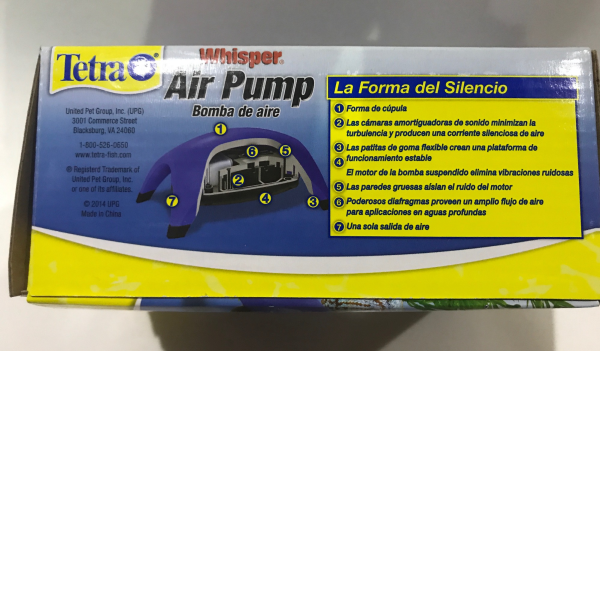 Tetra
Whisper®
Air Pump
Bomba de aire
United Pet Group, Inc. (UPG)
3001 Commerce Street
Blacksburg, VA 24060
1-800-526-0650
www.tetra-fish.com
® Registerd Trademark of
United Pet Group, Inc.
or one of its affiliates.
© 2014 UPG
Made in China
1
2
3
4
5
6
7
La Forma del Silencio
1 Forma de cúpula
2 Las cámaras amortiguadoras de sonido minimizan la
turbulencia y producen una corriente silenciosa de aire
3 Las patitas de goma flexible crean una plataforma de
funcionamiento estable
4 El motor de la bomba suspendido elimina vibraciones ruidosas
5 Las paredes gruesas aíslan el ruido del motor
6 Poderosos diafragmas proveen un amplio flujo de aire
para aplicaciones en aguas profundas
7 Una sola salida de aire